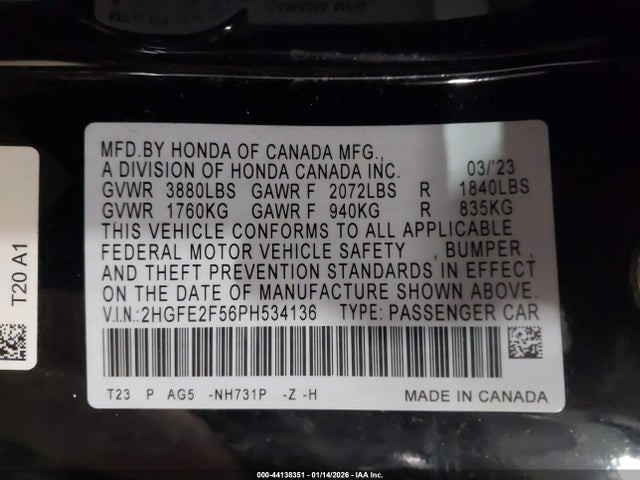 MFD.BY HONDA OF CANADA MFG.,
A DIVISION OF HONDA CANADA INC. 03/'23
GVWR 3880LBS GAWR F 2072LBS R 1840LBS
GVWR 1760KG GAWR F 940KG R 835KG
THIS VEHICLE CONFORMS TO ALL APPLICABLE
FEDERAL MOTOR VEHICLE SAFETY , BUMPER ,
AND THEFT PREVENTION STANDARDS IN EFFECT
ON THE DATE OF MANUFACTURE SHOWN ABOVE.
V.I.N.:2HGFE2F56PH534136 TYPE: PASSENGER CAR
T23 P AG5 -NH731P -Z -H MADE IN CANADA
T20 A1
000-44138351 - 01/14/2026 - IAA Inc.